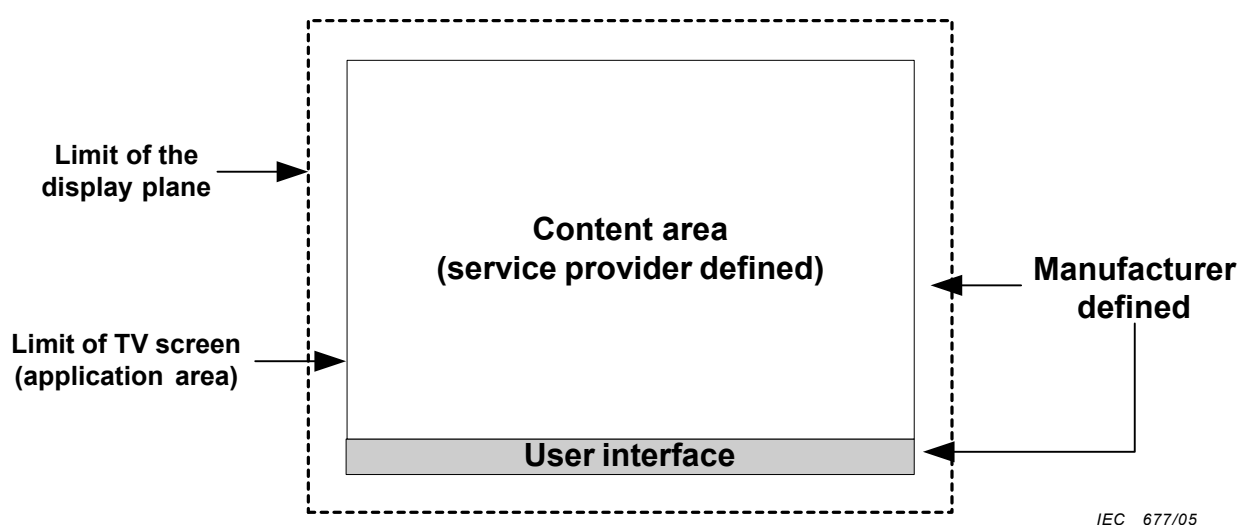 Limit of the
display plane
Content area
(service provider defined)
Manufacturer
defined
Limit of TV screen
(application area)
User interface
IEC 677/05